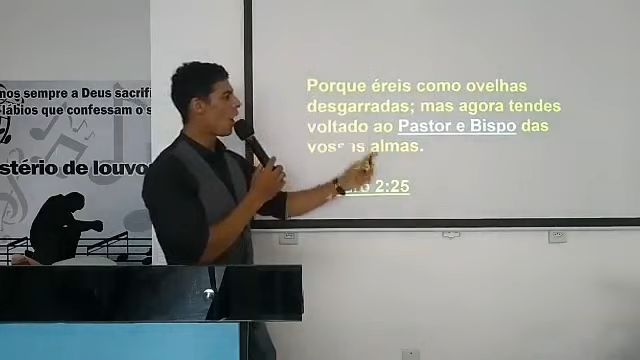 mos sempre a Deus sacrifí
lábios que confessam o s
stério de louvo
Porque éreis como ovelhas
desgarradas; mas agora tendes
voltado ao Pastor e Bispo das
almas.
2:25